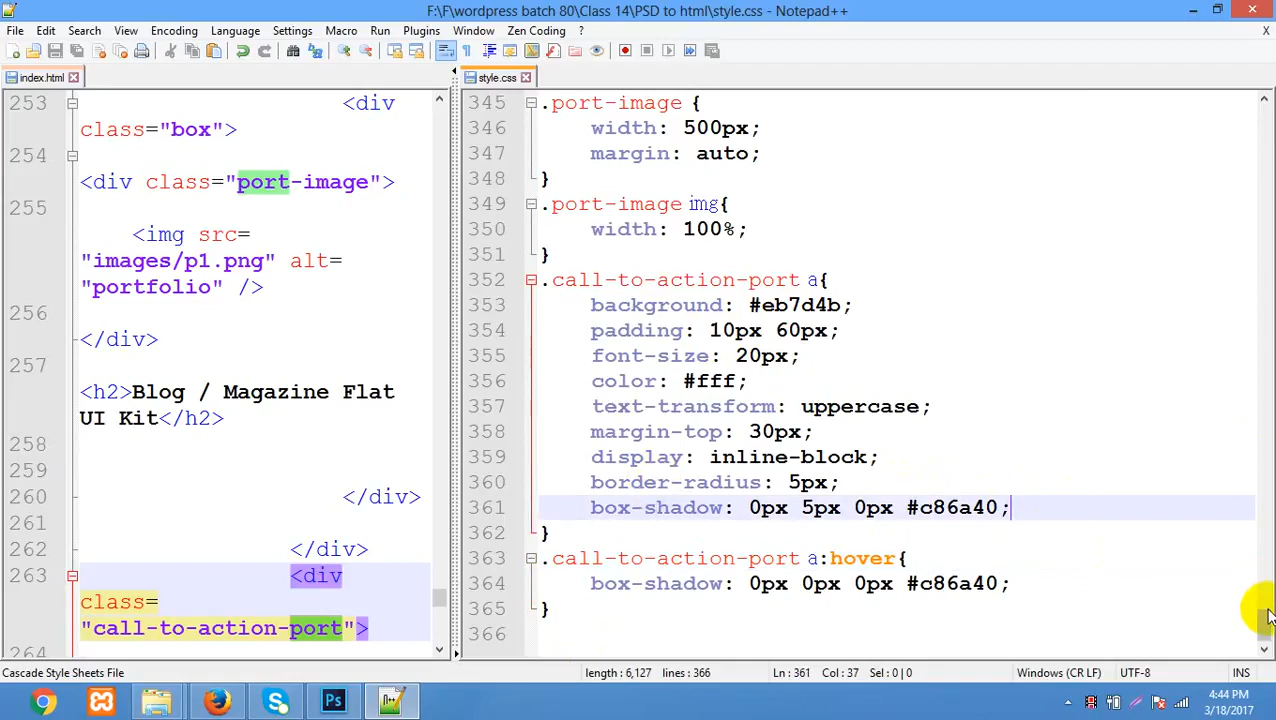 F:\F\wordpress batch 80\Class 14\PSD to html\style.css - Notepad++
File Edit Search View Encoding Language Settings Macro Run Plugins Window Zen Coding ? X
index.html
253 <div
class="box">
254
<div class="port-image">
255
<img src=
"images/p1.png" alt=
"portfolio" />
256
</div>
257
<h2>Blog / Magazine Flat
UI Kit</h2>
258
259
260 </div>
261
262 </div>
263 <div
class=
"call-to-action-port">
264
style.css
345 .port-image {
346 width: 500px;
347 margin: auto;
348 }
349 .port-image img{
350 width: 100%;
351 }
352 .call-to-action-port a{
353 background: #eb7d4b;
354 padding: 10px 60px;
355 font-size: 20px;
356 color: #fff;
357 text-transform: uppercase;
358 margin-top: 30px;
359 display: inline-block;
360 border-radius: 5px;
361 box-shadow: 0px 5px 0px #c86a40;
362 }
363 .call-to-action-port a:hover{
364 box-shadow: 0px 0px 0px #c86a40;
365 }
366
Cascade Style Sheets File length : 6,127 lines : 366 Ln : 361 Col : 37 Sel : 0 | 0 Windows (CR LF) UTF-8 INS
Ps
4:44 PM
3/18/2017